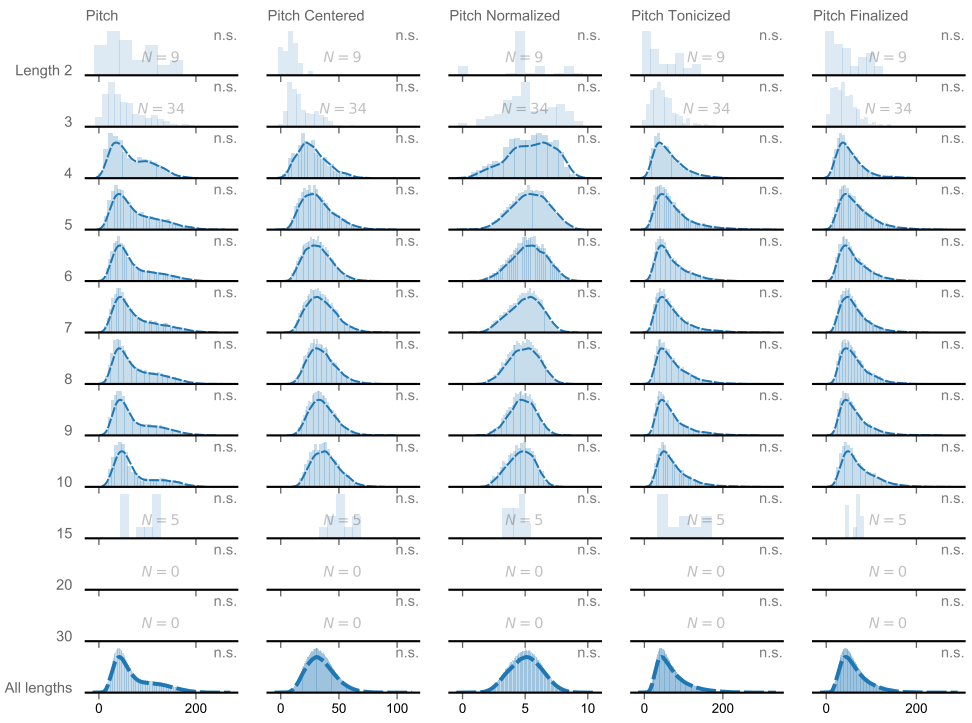 Pitch Pitch Centered Pitch Normalized Pitch Tonicized Pitch Finalized
n.s. n.s. n.s. n.s. n.s.
Length 2 N = 9 N = 9 N = 9 N = 9 N = 9
n.s. n.s. n.s. n.s. n.s.
3 N = 34 N = 34 N = 34 N = 34 N = 34
n.s. n.s. n.s. n.s. n.s.
4
n.s. n.s. n.s. n.s. n.s.
5
n.s. n.s. n.s. n.s. n.s.
6
n.s. n.s. n.s. n.s. n.s.
7
n.s. n.s. n.s. n.s. n.s.
8
n.s. n.s. n.s. n.s. n.s.
9
n.s. n.s. n.s. n.s. n.s.
10
n.s. n.s. n.s. n.s. n.s.
15 N = 5 N = 5 N = 5 N = 5 N = 5
n.s. n.s. n.s. n.s. n.s.
20 N = 0 N = 0 N = 0 N = 0 N = 0
n.s. n.s. n.s. n.s. n.s.
30 N = 0 N = 0 N = 0 N = 0 N = 0
n.s. n.s. n.s. n.s. n.s.
All lengths
0 200 0 50 100 0 5 10 0 200 0 200